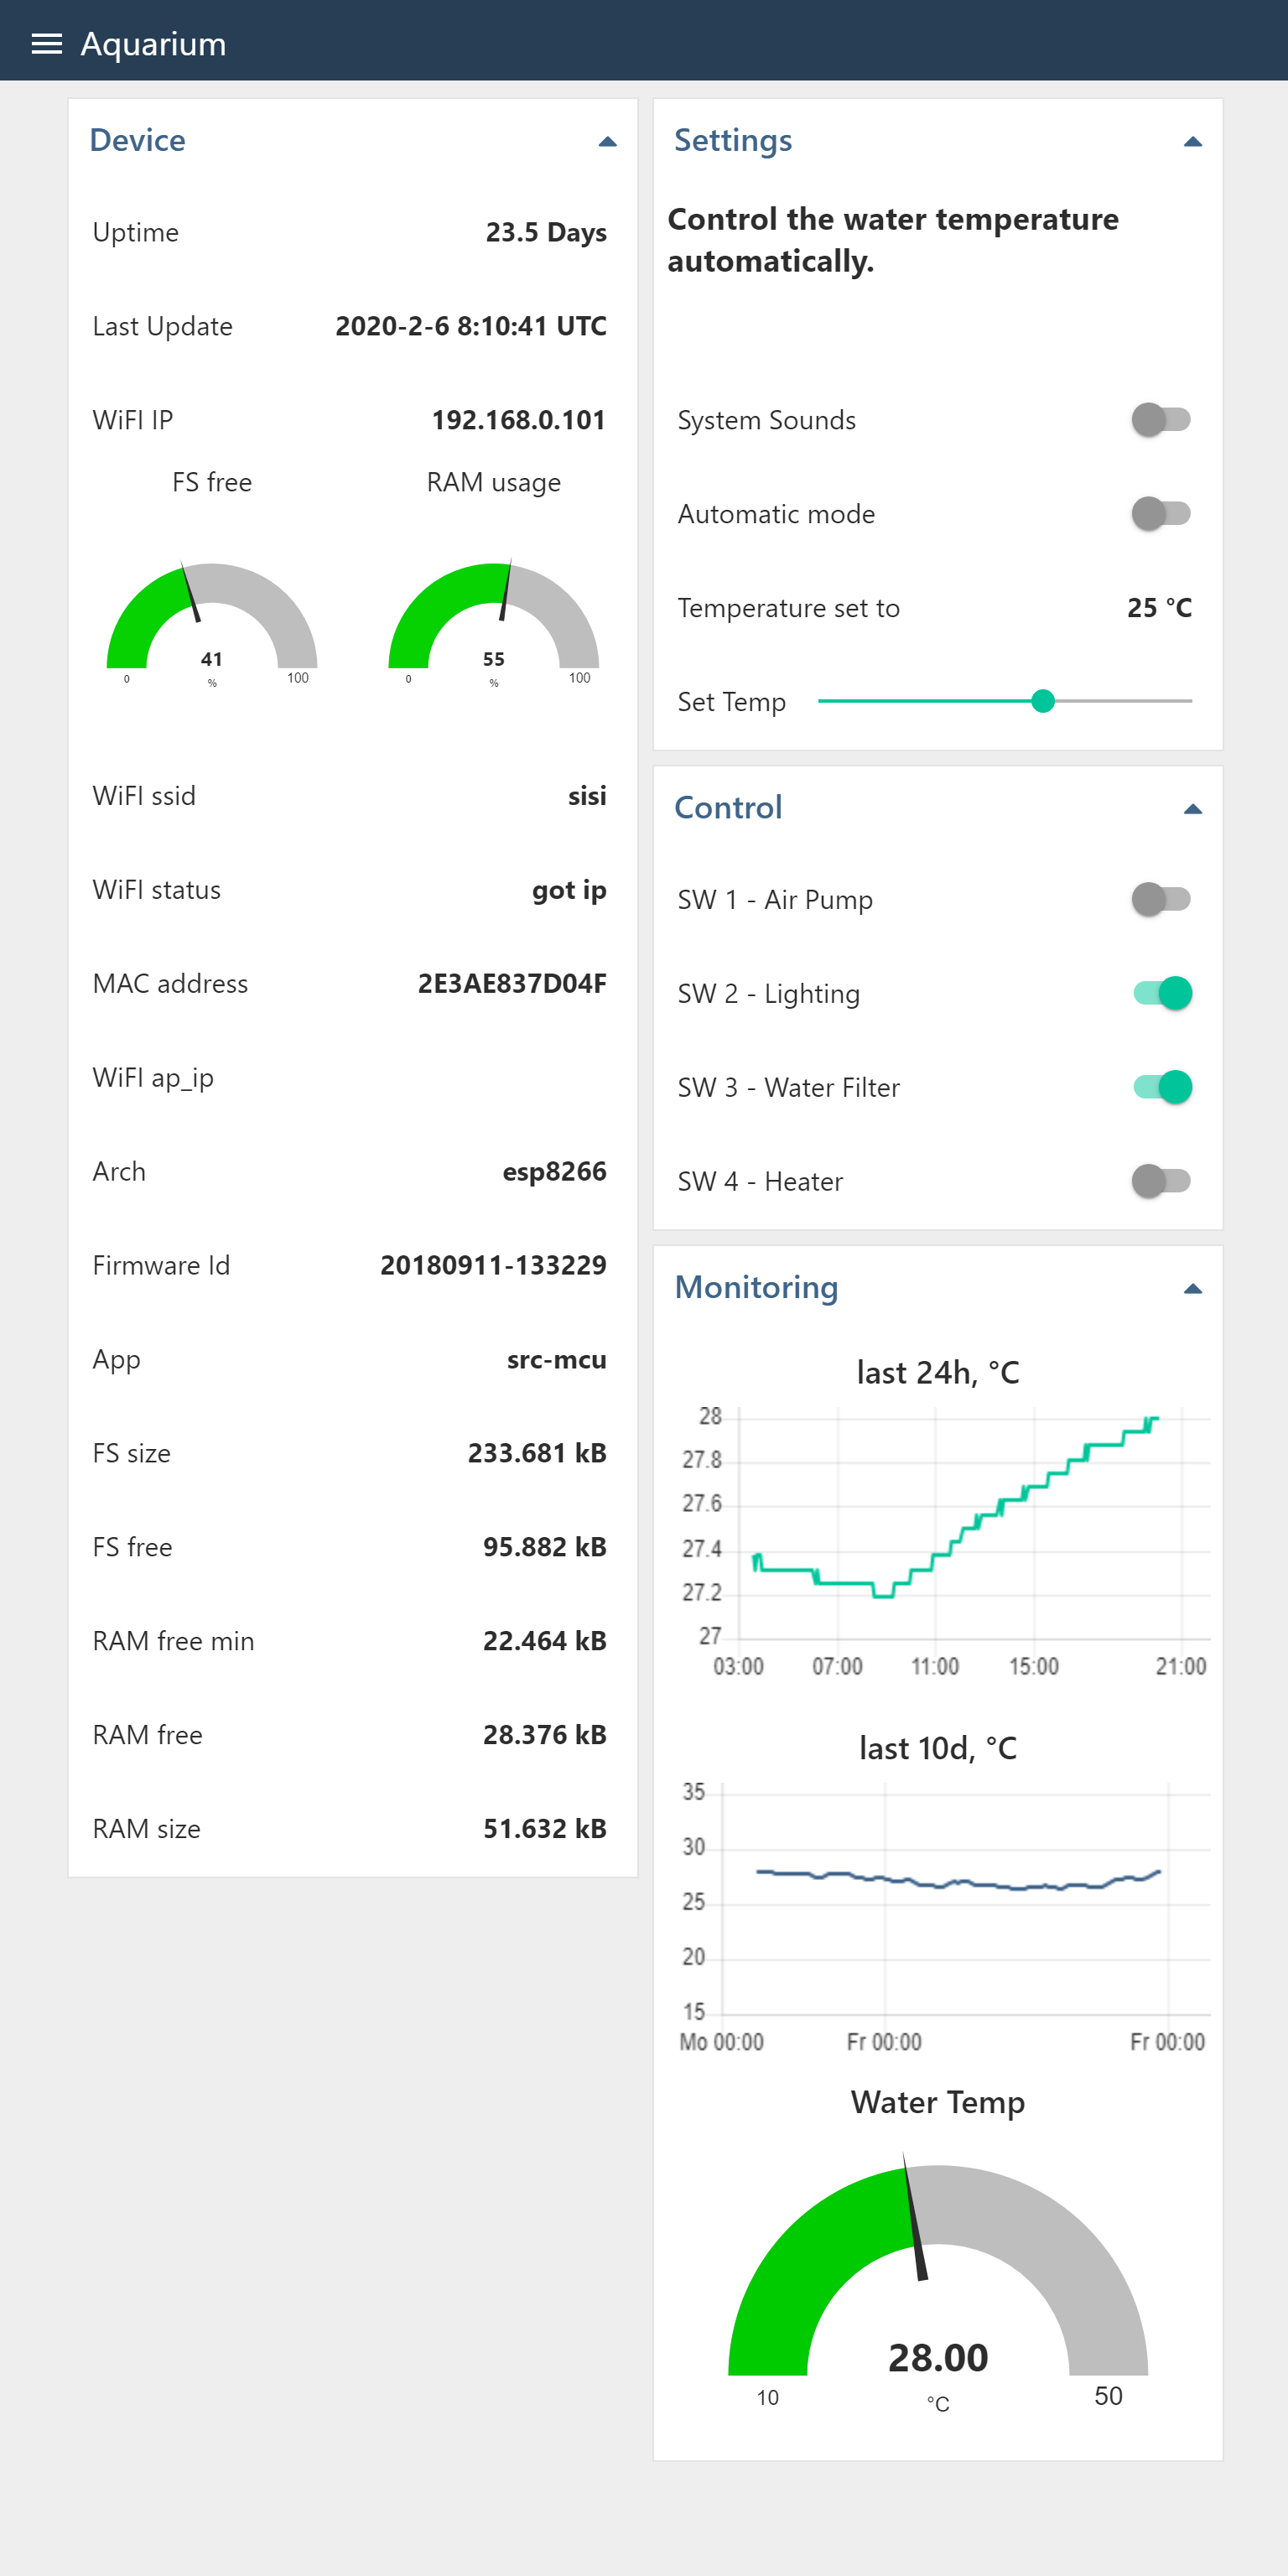 Aquarium
Device
Uptime 23.5 Days
Last Update 2020-2-6 8:10:41 UTC
WiFI IP 192.168.0.101
FS free RAM usage
41 55
0 % 100 0 % 100
WiFI ssid sisi
WiFI status got ip
MAC address 2E3AE837D04F
WiFI ap_ip
Arch esp8266
Firmware Id 20180911-133229
App src-mcu
FS size 233.681 kB
FS free 95.882 kB
RAM free min 22.464 kB
RAM free 28.376 kB
RAM size 51.632 kB
Settings
Control the water temperature
automatically.
System Sounds
Automatic mode
Temperature set to 25 °C
Set Temp
Control
SW 1 - Air Pump
SW 2 - Lighting
SW 3 - Water Filter
SW 4 - Heater
Monitoring
last 24h, °C
28
27.8
27.6
27.4
27.2
27
03:00 07:00 11:00 15:00 21:00
last 10d, °C
35
30
25
20
15
Mo 00:00 Fr 00:00 Fr 00:00
Water Temp
28.00
10 °C 50